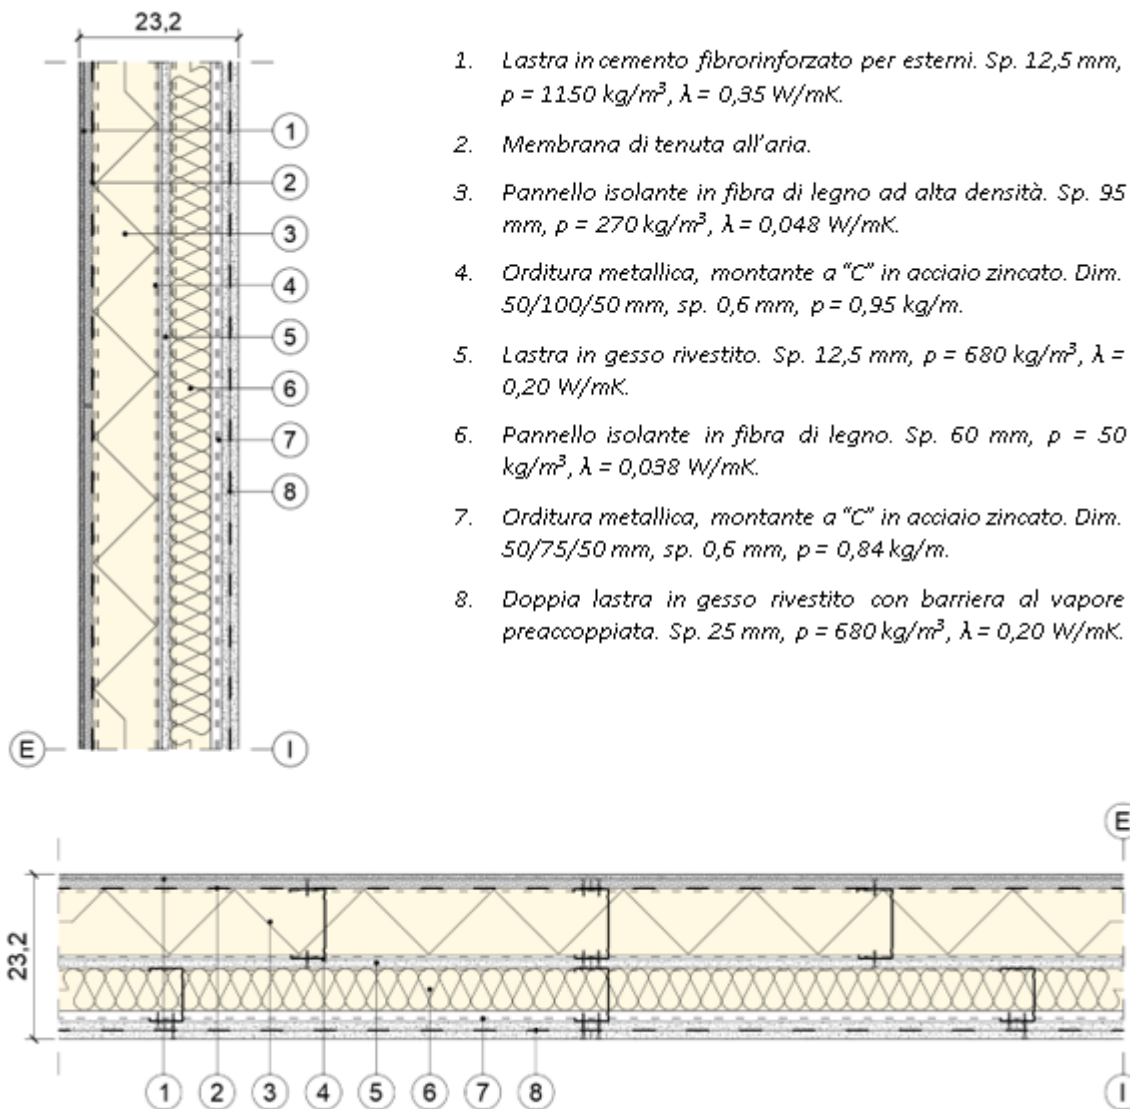 23,2
1
2
3
4
5
6
7
8
E
I
1. Lastra in cemento fibrorinforzato per esterni. Sp. 12,5 mm,
ρ = 1150 kg/m³, λ = 0,35 W/mK.
2. Membrana di tenuta all'aria.
3. Pannello isolante in fibra di legno ad alta densità. Sp. 95
mm, ρ = 270 kg/m³, λ = 0,048 W/mK.
4. Orditura metallica, montante a "C" in acciaio zincato. Dim.
50/100/50 mm, sp. 0,6 mm, ρ = 0,95 kg/m.
5. Lastra in gesso rivestito. Sp. 12,5 mm, ρ = 680 kg/m³, λ =
0,20 W/mK.
6. Pannello isolante in fibra di legno. Sp. 60 mm, ρ = 50
kg/m³, λ = 0,038 W/mK.
7. Orditura metallica, montante a "C" in acciaio zincato. Dim.
50/75/50 mm, sp. 0,6 mm, ρ = 0,84 kg/m.
8. Doppia lastra in gesso rivestito con barriera al vapore
preaccoppiata. Sp. 25 mm, ρ = 680 kg/m³, λ = 0,20 W/mK.
E
23,2
1 2 3 4 5 6 7 8
I